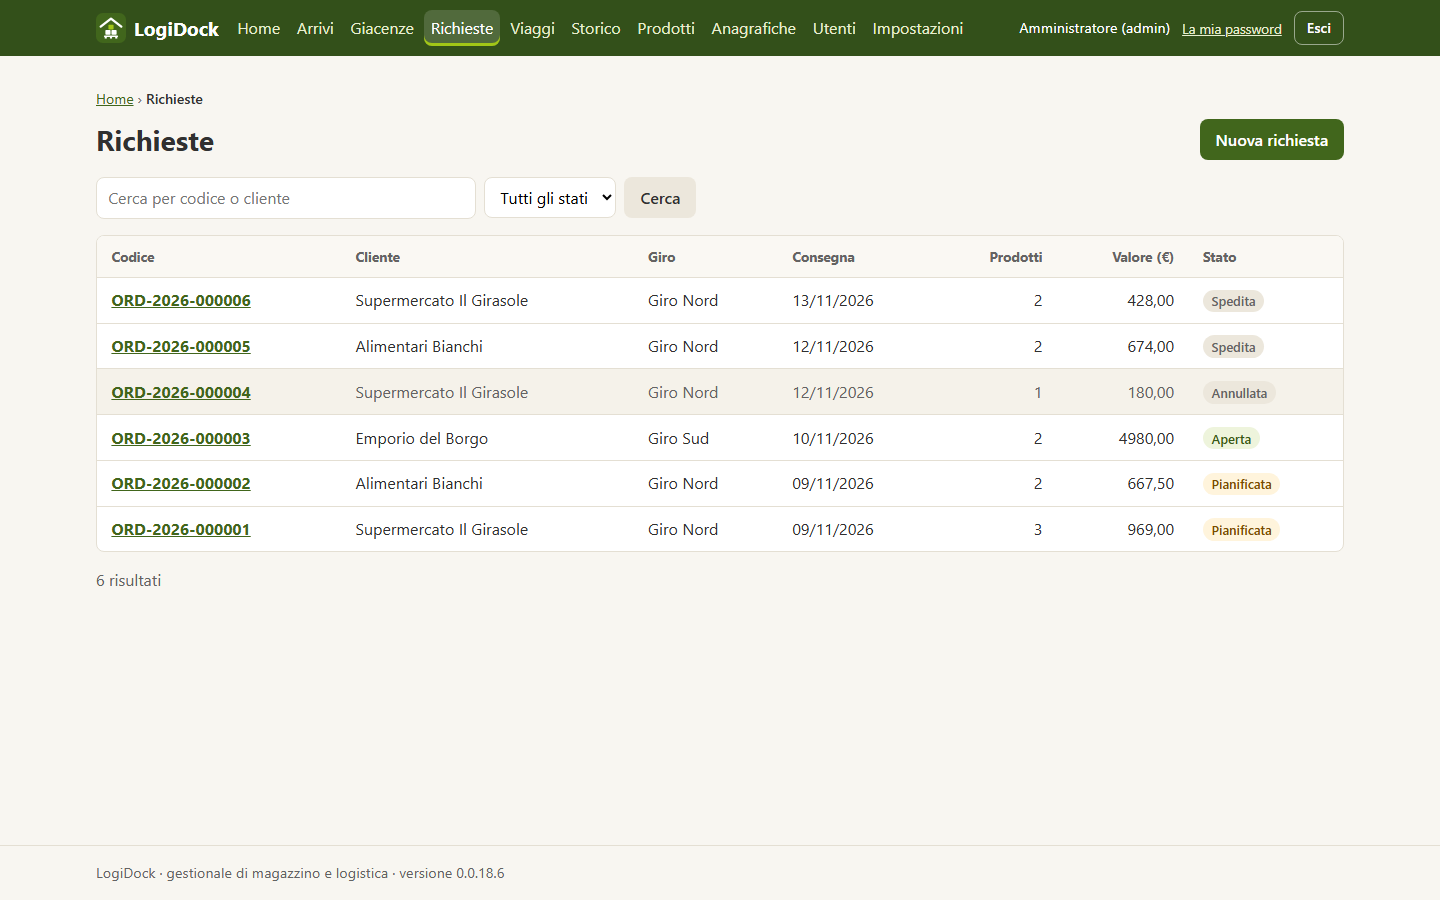 LogiDock Home Arrivi Giacenze Richieste Viaggi Storico Prodotti Anagrafiche Utenti Impostazioni Amministratore (admin) La mia password Esci
Home › Richieste
Richieste
Nuova richiesta
Cerca per codice o cliente Tutti gli stati Cerca
Codice Cliente Giro Consegna Prodotti Valore (€) Stato
ORD-2026-000006 Supermercato Il Girasole Giro Nord 13/11/2026 2 428,00 Spedita
ORD-2026-000005 Alimentari Bianchi Giro Nord 12/11/2026 2 674,00 Spedita
ORD-2026-000004 Supermercato Il Girasole Giro Nord 12/11/2026 1 180,00 Annullata
ORD-2026-000003 Emporio del Borgo Giro Sud 10/11/2026 2 4980,00 Aperta
ORD-2026-000002 Alimentari Bianchi Giro Nord 09/11/2026 2 667,50 Pianificata
ORD-2026-000001 Supermercato Il Girasole Giro Nord 09/11/2026 3 969,00 Pianificata
6 risultati
LogiDock · gestionale di magazzino e logistica · versione 0.0.18.6